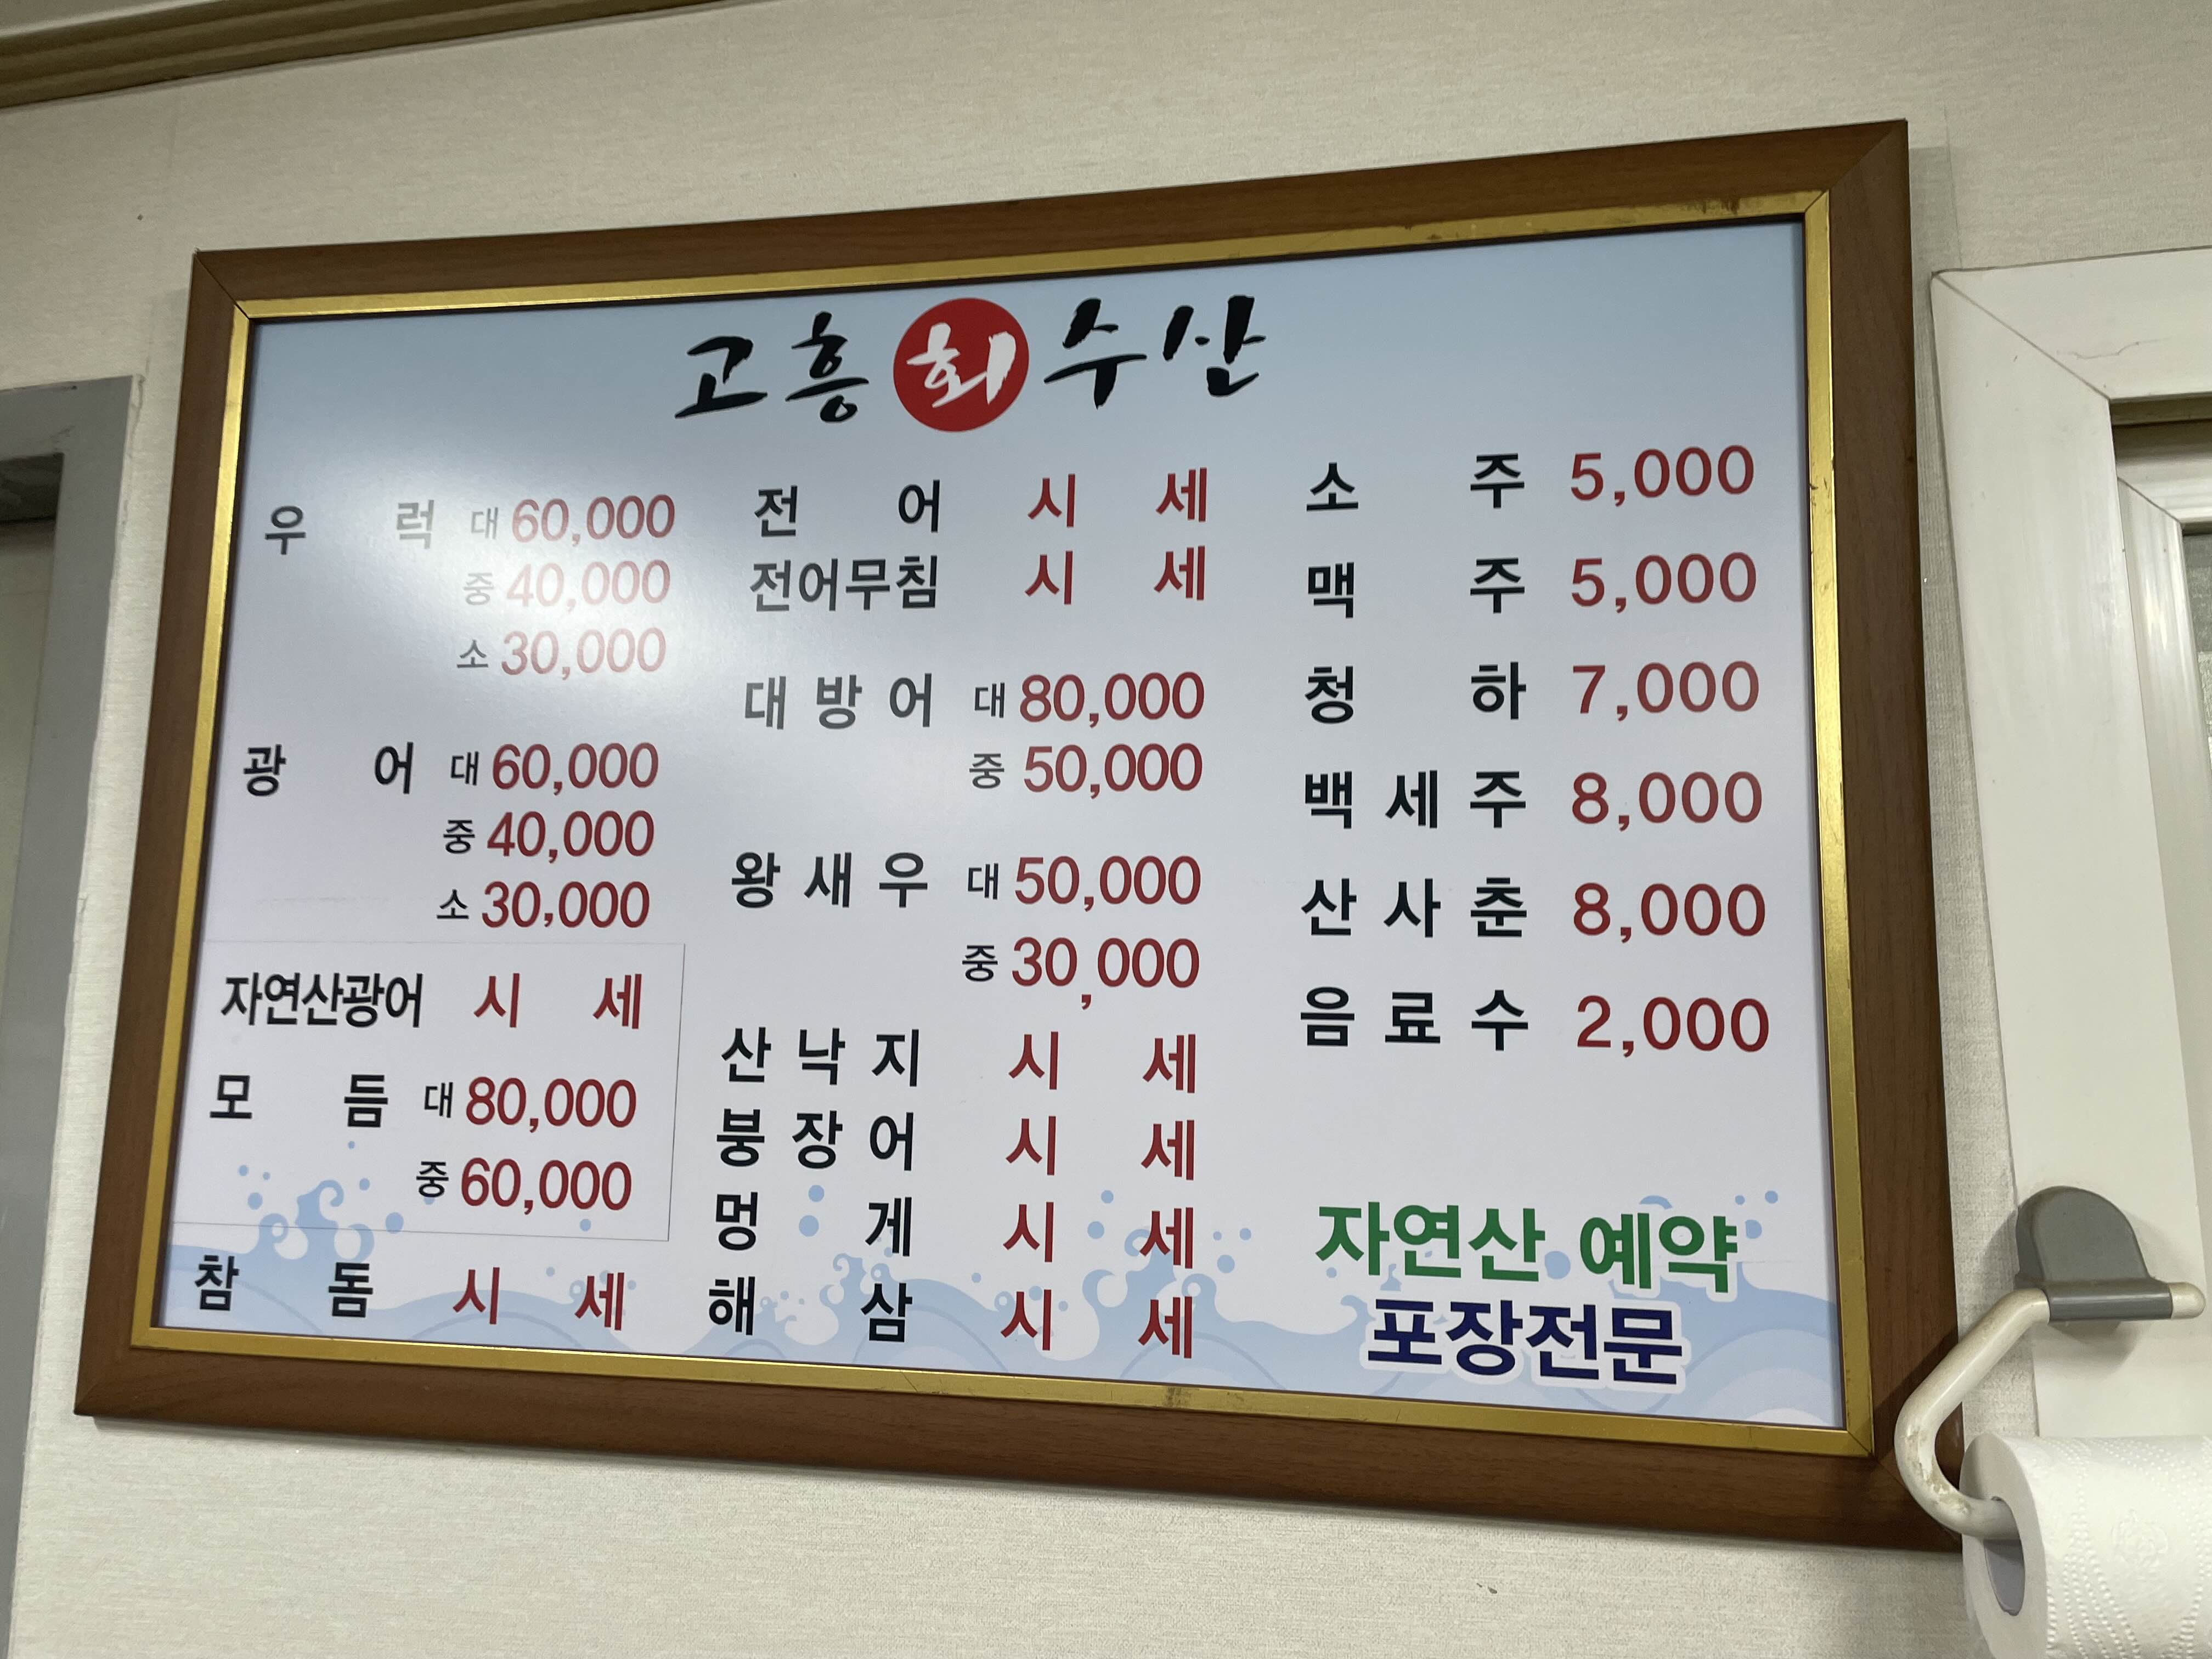 고흥회수산
우럭 대 60,000
중 40,000
소 30,000
광어 대 60,000
중 40,000
소 30,000
자연산광어 시세
모듬 대 80,000
중 60,000
참돔 시세
전어 시세
전어무침 시세
대방어 대 80,000
중 50,000
왕새우 대 50,000
중 30,000
산낙지 시세
붕장어 시세
멍게 시세
해삼 시세
소주 5,000
맥주 5,000
청하 7,000
백세주 8,000
산사춘 8,000
음료수 2,000
자연산 예약
포장전문